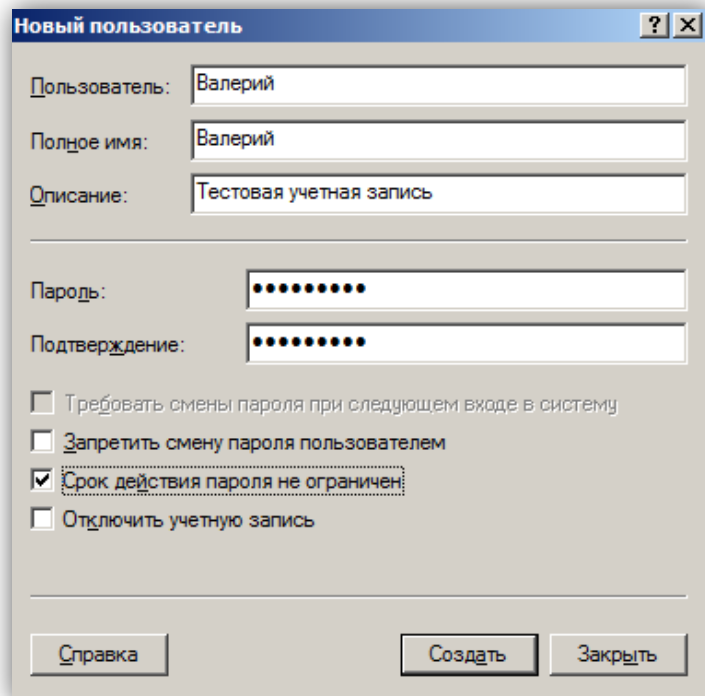 Новый пользователь
Пользователь: Валерий
Полное имя: Валерий
Описание: Тестовая учетная запись
Пароль: •••••••••
Подтверждение: •••••••••
Требовать смены пароля при следующем входе в систему
Запретить смену пароля пользователем
Срок действия пароля не ограничен
Отключить учетную запись
Справка Создать Закрыть